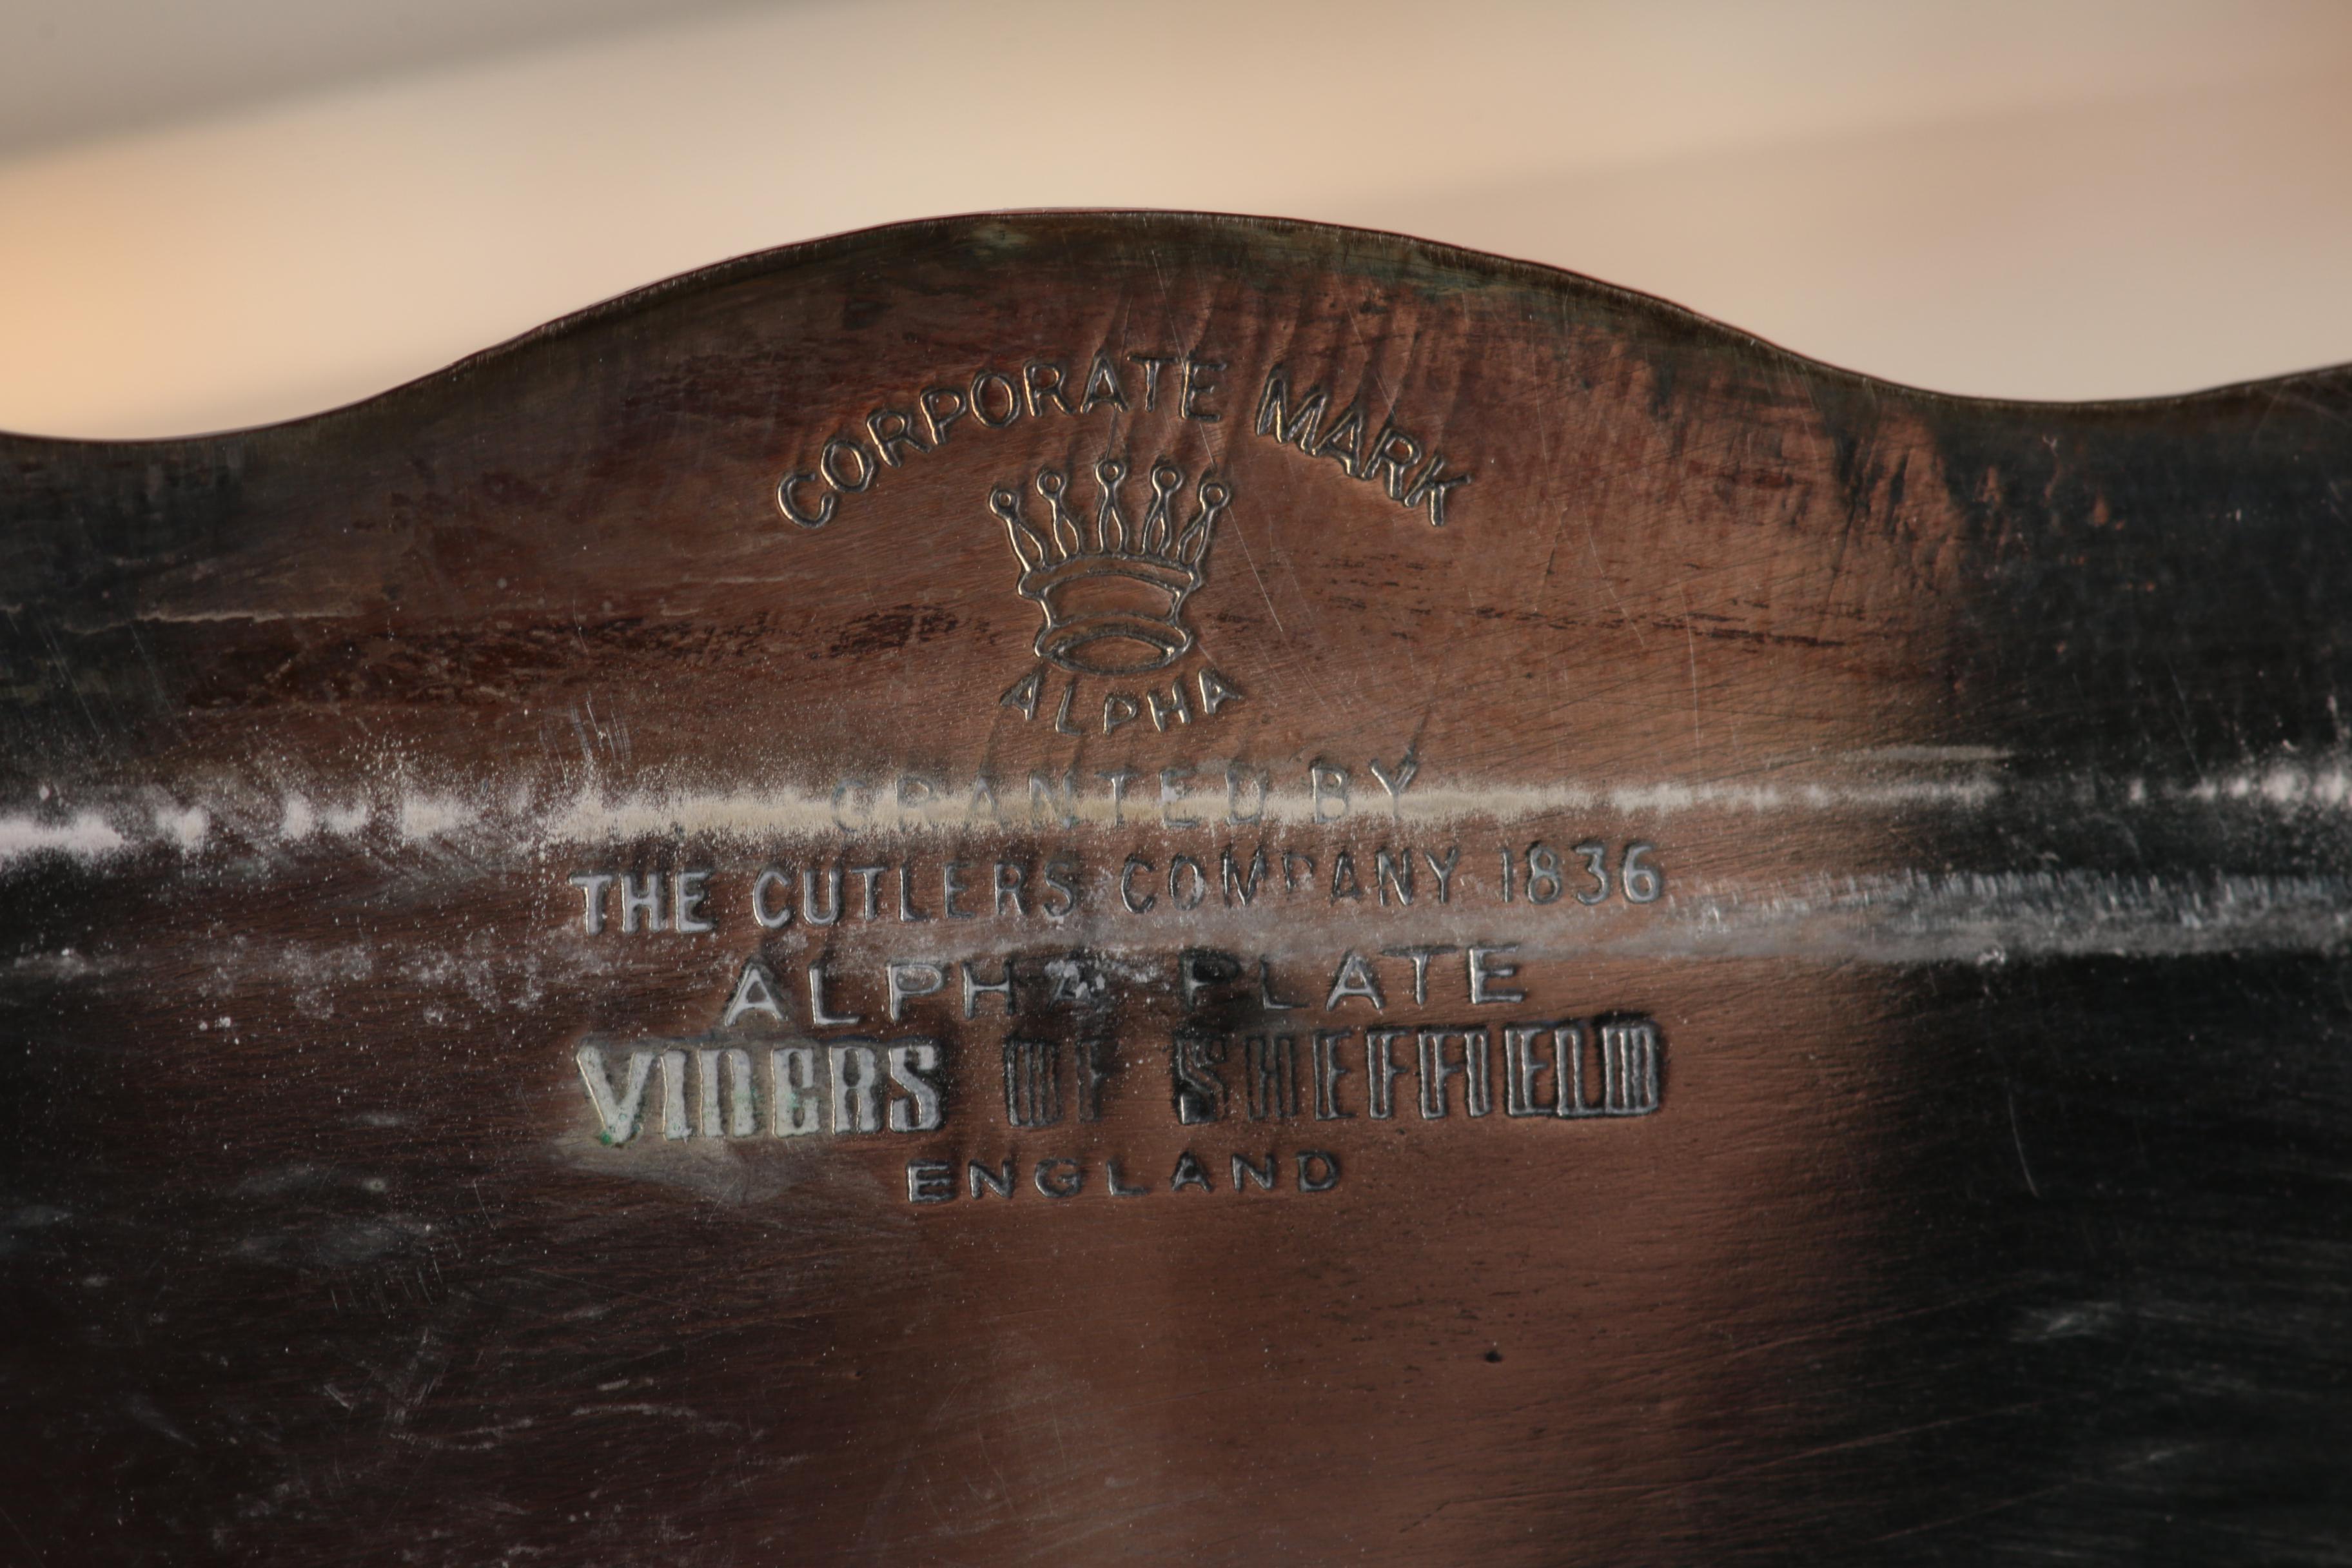 CORPORATE MARK
ALPHA
GRANTED BY
THE CUTLERS COMPANY 1836
ALPHA PLATE
VINERS OF SHEFFIELD
ENGLAND